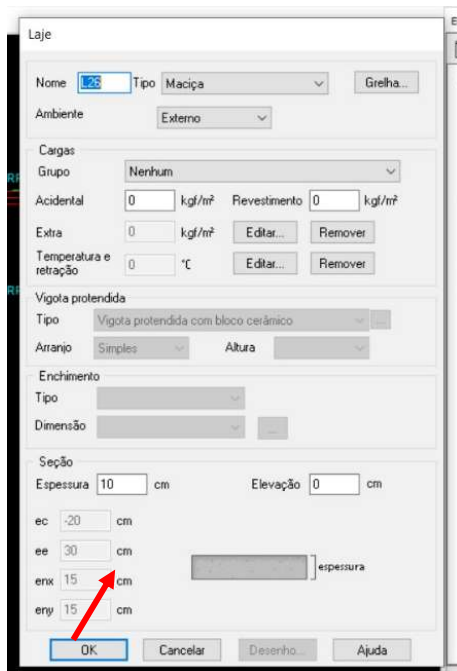 Laje
Nome L26 Tipo Maciça Grelha...
Ambiente Externo
Cargas
Grupo Nenhum
Acidental 0 kgf/m² Revestimento 0 kgf/m²
Extra 0 kgf/m² Editar... Remover
Temperatura e
retração 0 °C Editar... Remover
Vigota protendida
Tipo Vigota protendida com bloco cerâmico ...
Arranjo Simples Altura
Enchimento
Tipo
Dimensão ...
Seção
Espessura 10 cm Elevação 0 cm
ec -20 cm
ee 30 cm
espessura
enx 15 cm
eny 15 cm
OK Cancelar Desenho... Ajuda